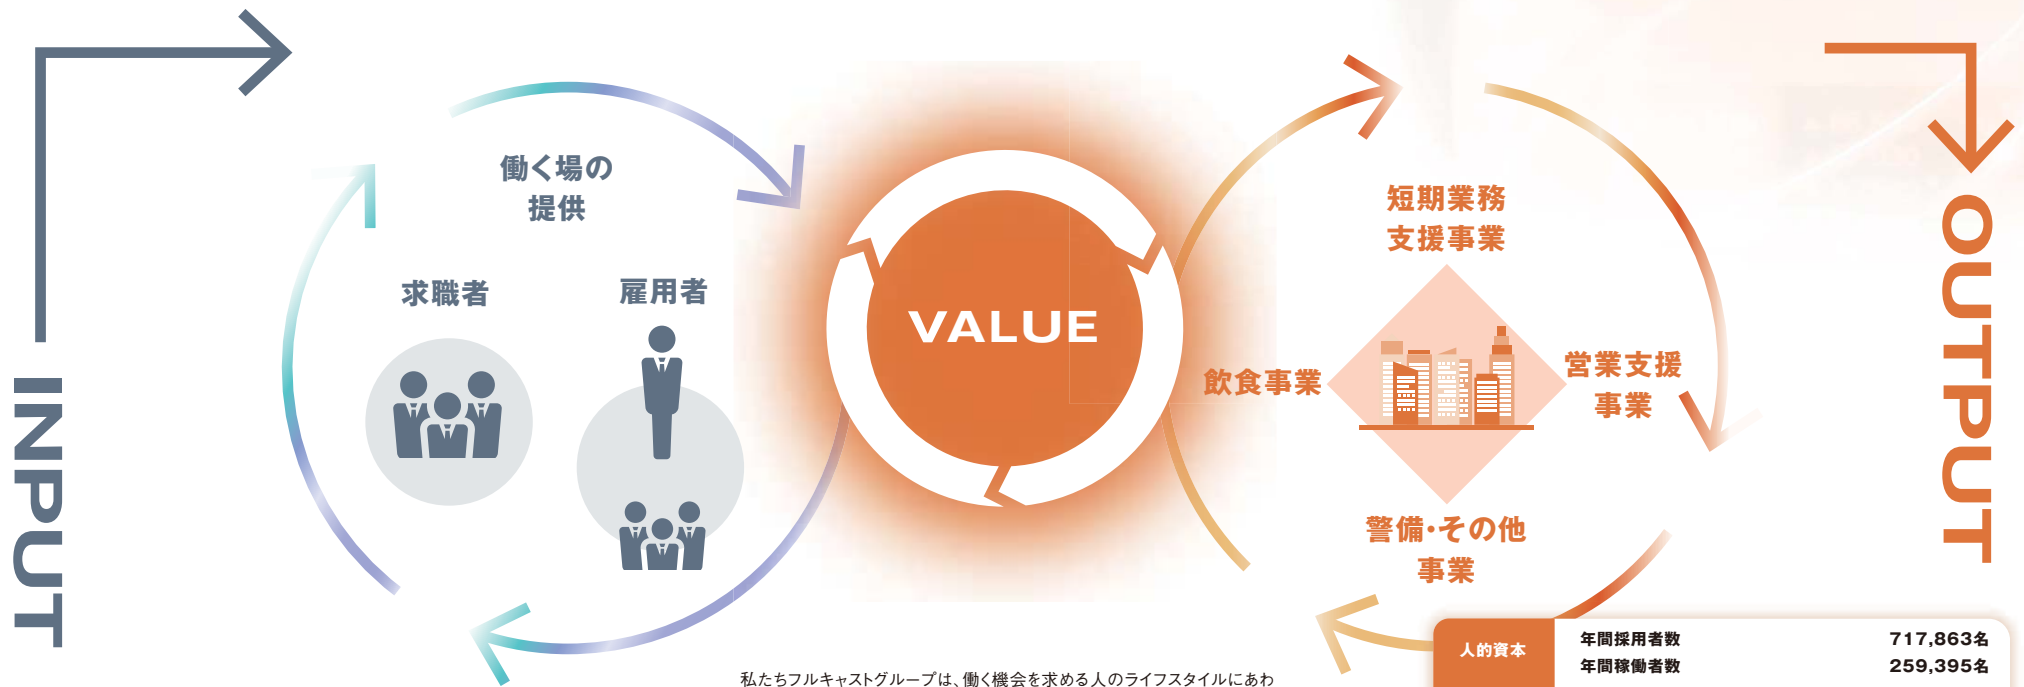 INPUT
働く場の
提供
求職者
雇用者
VALUE
短期業務
支援事業
飲食事業
営業支援
事業
警備・その他
事業
OUTPUT
私たちフルキャストグループは、働く機会を求める人のライフスタイルにあわ
人的資本
年間採用者数 717,863名
年間稼働者数 259,395名